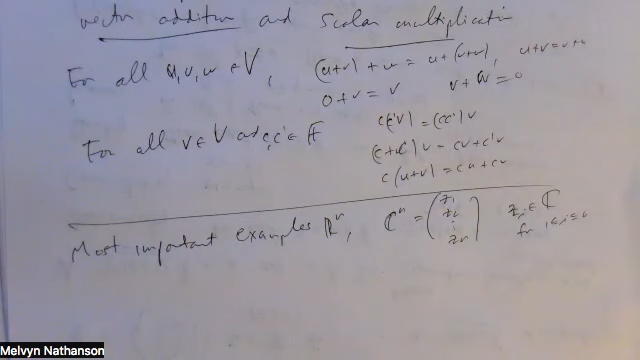 vector addition and scalar multiplication
For all u, v, w ∈ V, (u+v) + w = u + (v+w), u+v = v+u
0 + v = v
For all v ∈ V and c, c' ∈ F
c(c'v) = (cc')v
(c+c')v = cv + c'v
c(u+v) = cu + cv
Most important examples ℝⁿ, ℂⁿ = (z₁ z₂ ⋮ zₙ) zᵢ ∈ ℂ
for 1≤i≤n
Melvyn Nathanson